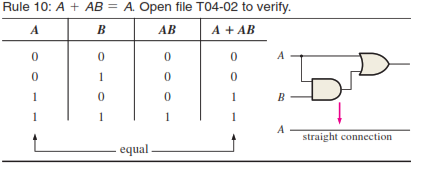 Rule 10: A + AB = A. Open file T04-02 to verify.
A B AB A + AB
0 0 0 0
0 1 0 0
1 0 0 1
1 1 1 1
equal
A
B
A
straight connection